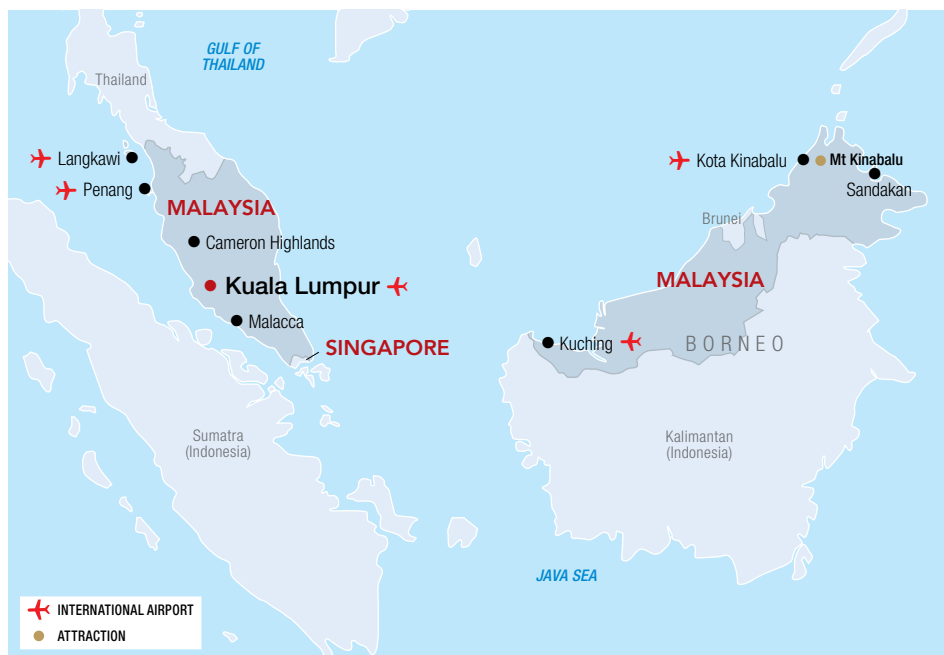 GULF OF
THAILAND
Thailand
Langkawi
Penang
MALAYSIA
Cameron Highlands
Kuala Lumpur
Malacca
SINGAPORE
Sumatra
(Indonesia)
Kota Kinabalu
Mt Kinabalu
Sandakan
Brunei
MALAYSIA
Kuching
BORNEO
Kalimantan
(Indonesia)
JAVA SEA
INTERNATIONAL AIRPORT
ATTRACTION